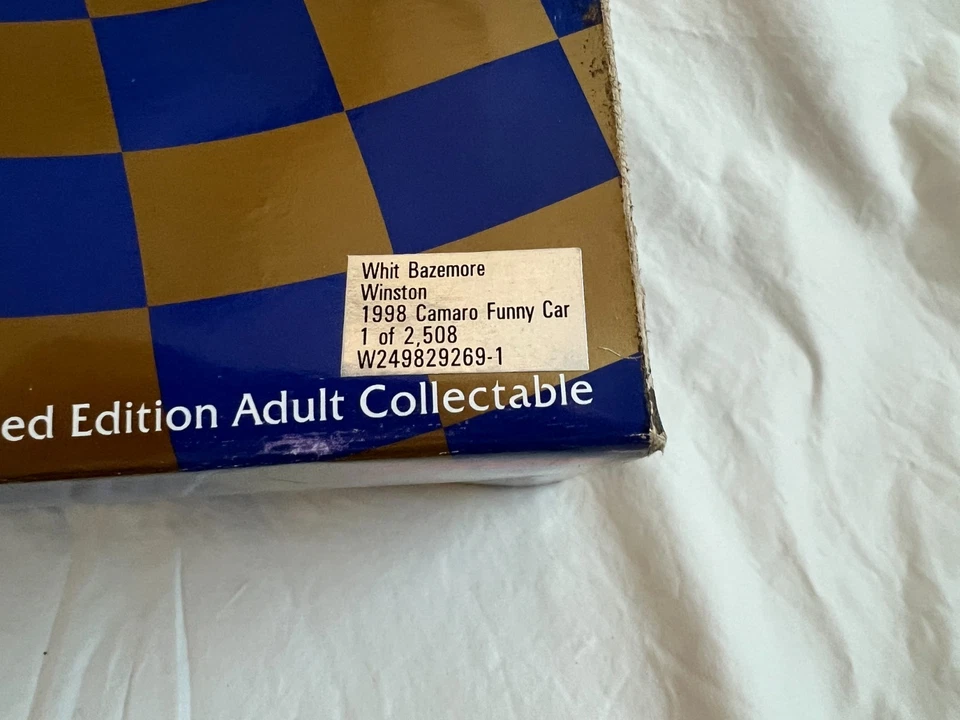 Whit Bazemore
Winston
1998 Camaro Funny Car
1 of 2,508
W249829269-1
ed Edition Adult Collectable